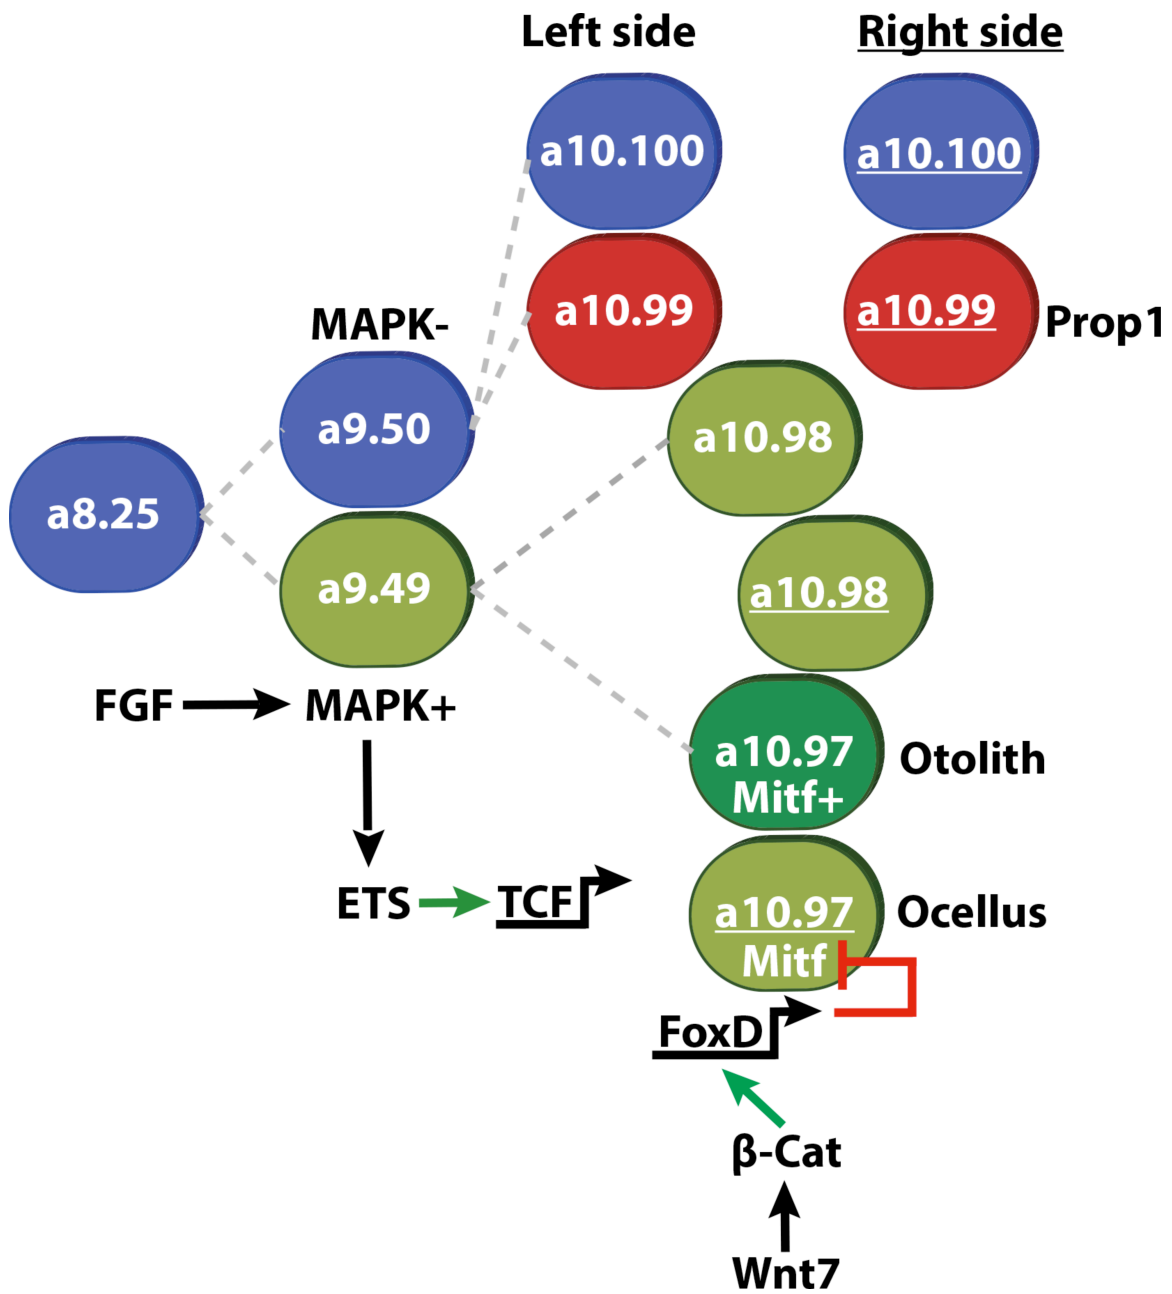 Left side
Right side
a10.100
a10.100
a10.99
a10.99
Prop1
MAPK-
a9.50
a10.98
a8.25
a9.49
a10.98
FGF
MAPK+
a10.97
Mitf+
Otolith
ETS
TCF
a10.97
Mitf
Ocellus
FoxD
β-Cat
Wnt7